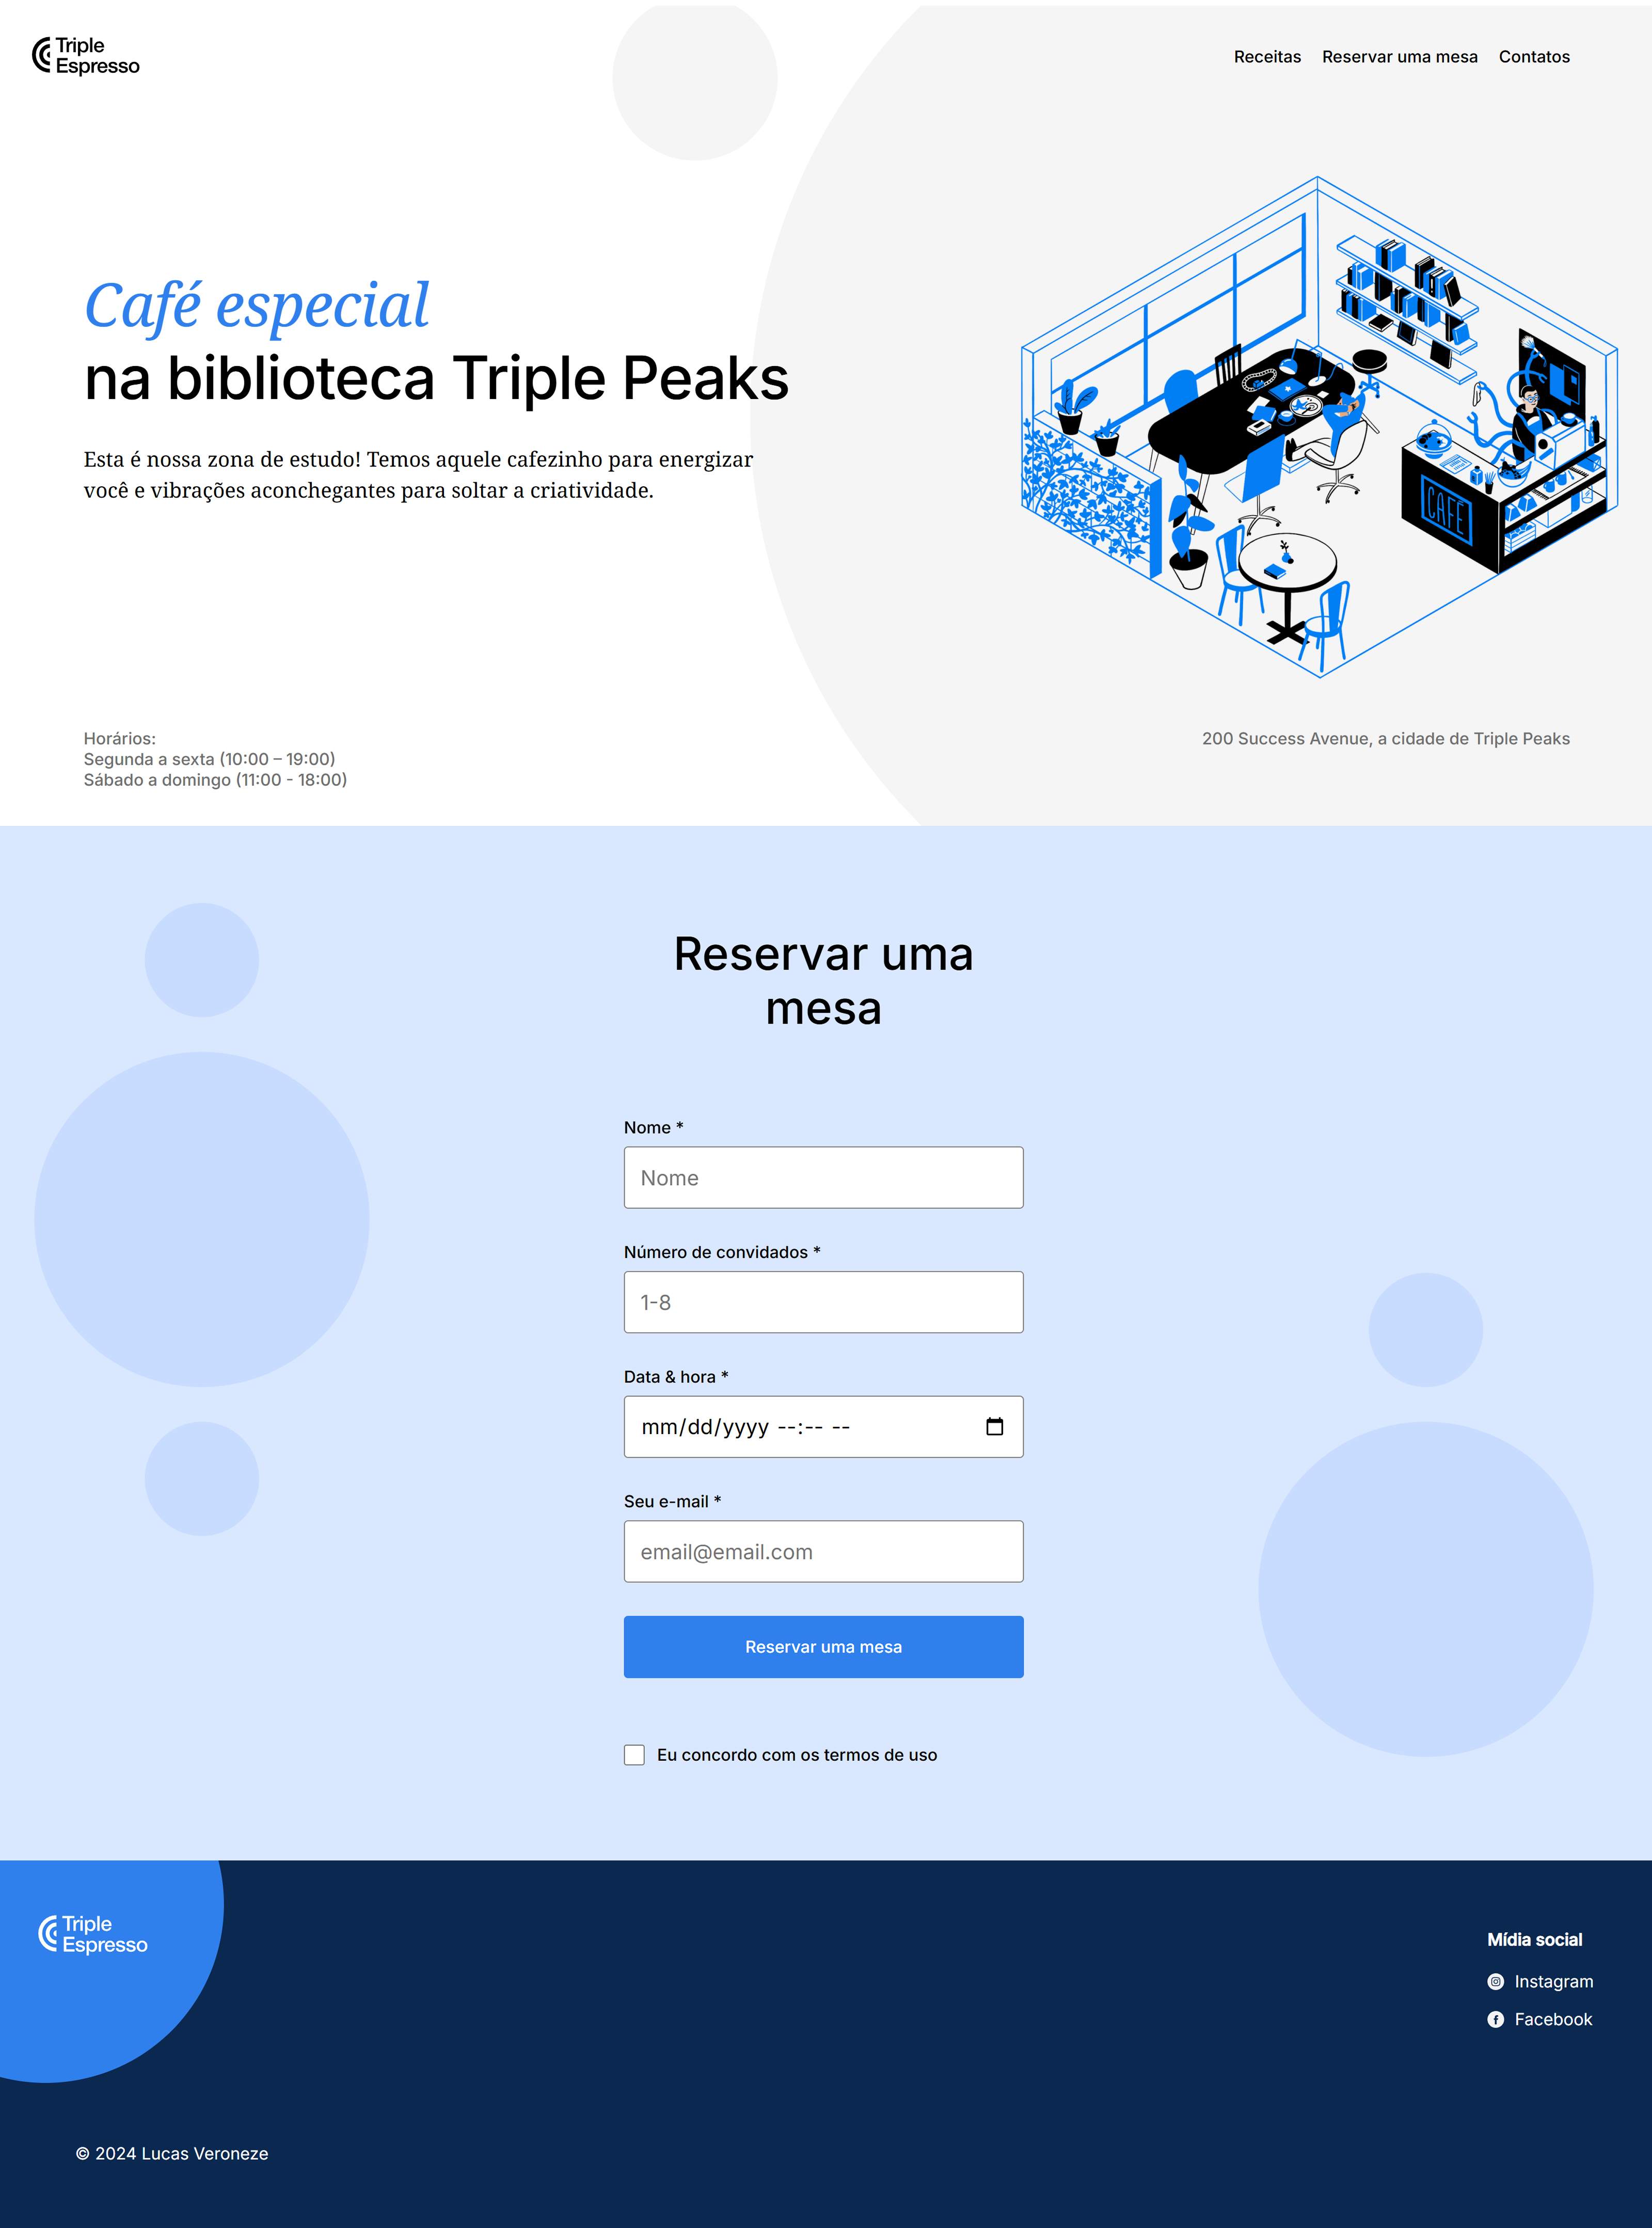 Triple
Espresso
Receitas Reservar uma mesa Contatos
Café especial
na biblioteca Triple Peaks
Esta é nossa zona de estudo! Temos aquele cafezinho para energizar
você e vibrações aconchegantes para soltar a criatividade.
CAFE
Horários:
Segunda a sexta (10:00 – 19:00)
Sábado a domingo (11:00 - 18:00)
200 Success Avenue, a cidade de Triple Peaks
Reservar uma
mesa
Nome *
Nome
Número de convidados *
1-8
Data & hora *
mm/dd/yyyy --:-- --
Seu e-mail *
email@email.com
Reservar uma mesa
Eu concordo com os termos de uso
Triple
Espresso
Mídia social
Instagram
Facebook
© 2024 Lucas Veroneze